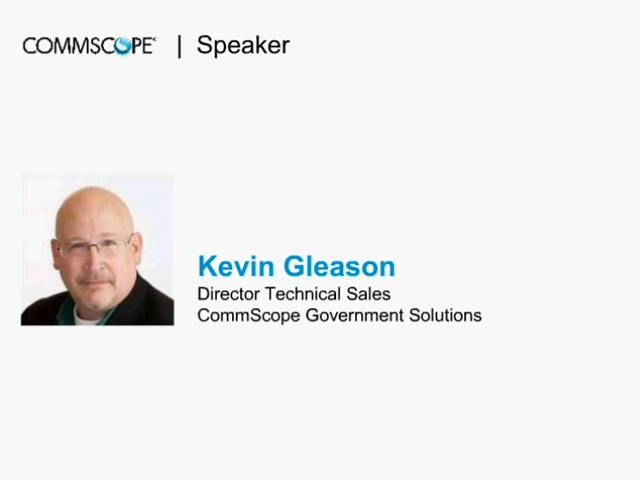 COMMSCOPE | Speaker
Kevin Gleason
Director Technical Sales
CommScope Government Solutions